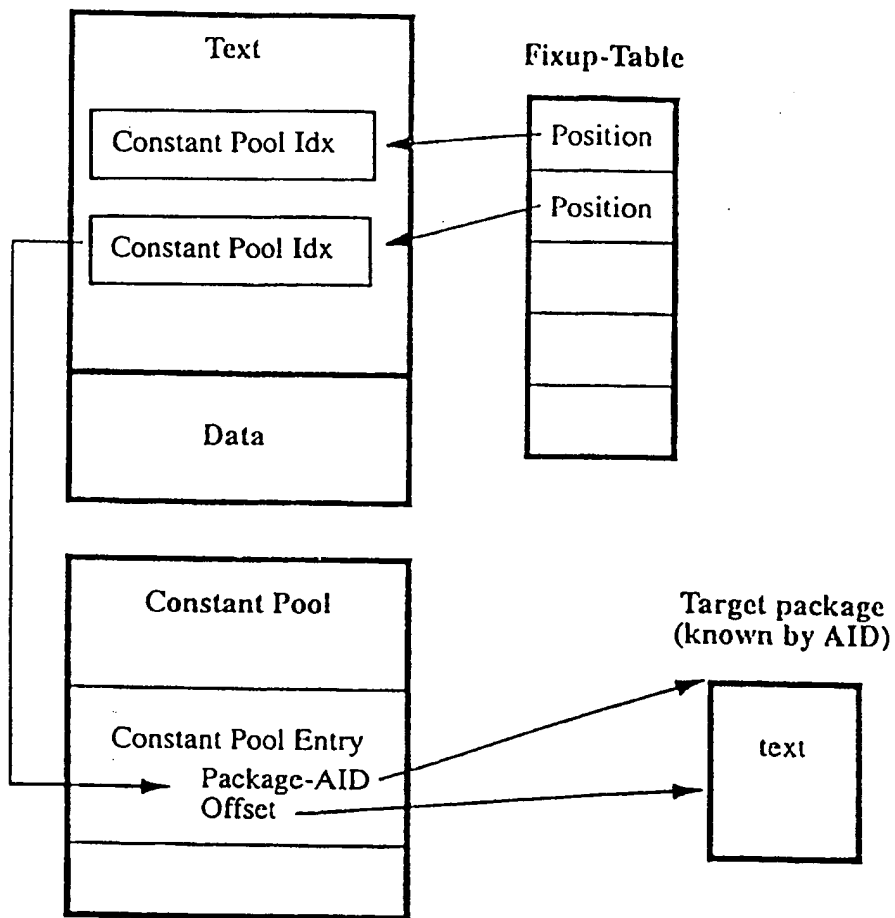 Text
Constant Pool Idx
Constant Pool Idx
Data
Fixup-Table
Position
Position
Constant Pool
Constant Pool Entry
Package-AID
Offset
Target package
(known by AID)
text